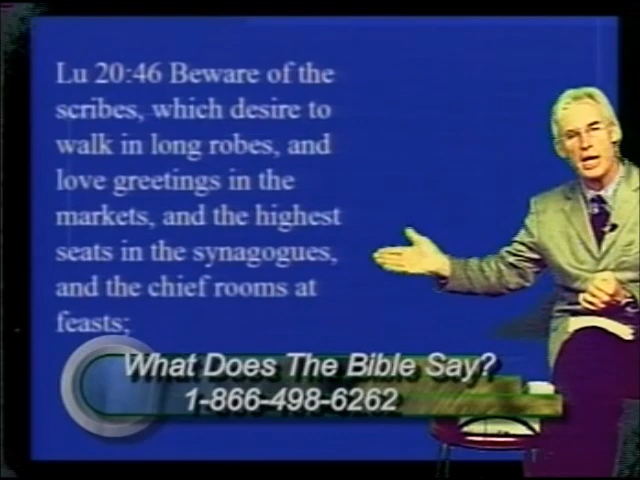 Lu 20:46 Beware of the
scribes, which desire to
walk in long robes, and
love greetings in the
markets, and the highest
seats in the synagogues,
and the chief rooms at
feasts;
What Does The Bible Say?
1-866-498-6262